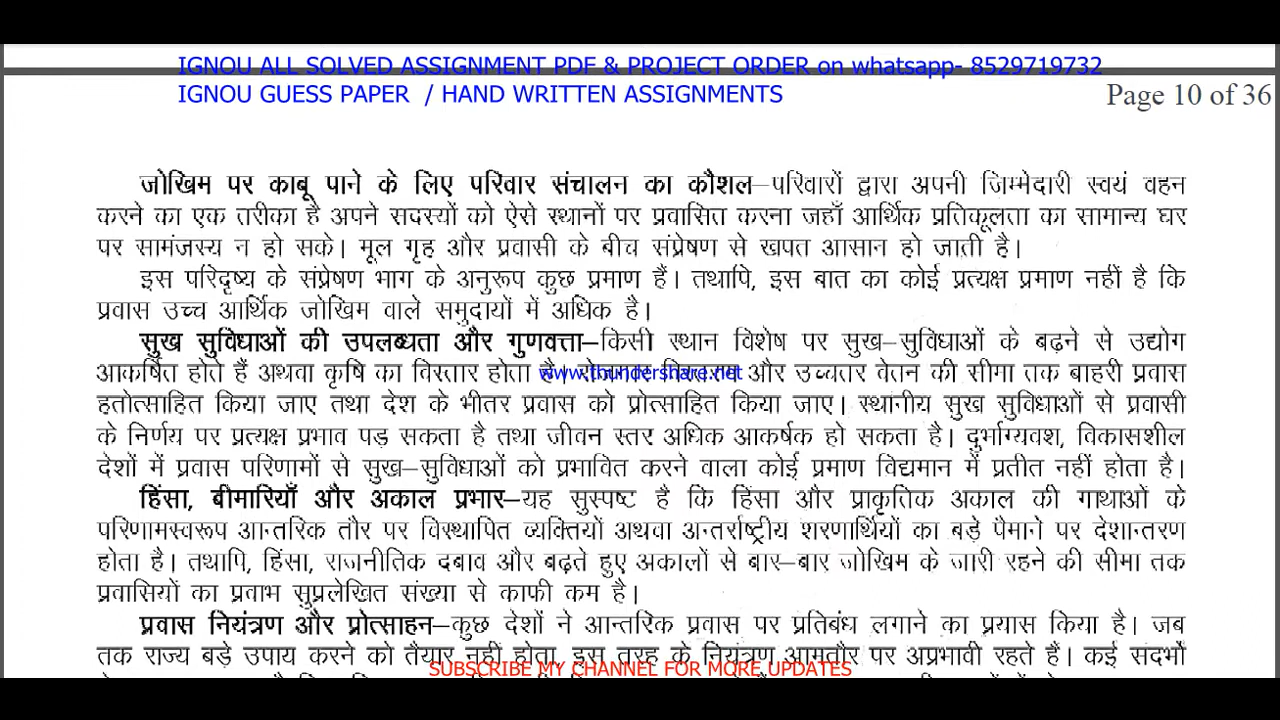 IGNOU ALL SOLVED ASSIGNMENT PDF & PROJECT ORDER on whatsapp- 8529719732
IGNOU GUESS PAPER / HAND WRITTEN ASSIGNMENTS
Page 10 of 36
जोखिम पर काबू पाने के लिए परिवार संचालन का कौशल–परिवारों द्वारा अपनी जिम्मेदारी स्वयं वहन
करने का एक तरीका है अपने सदस्यों को ऐसे स्थानों पर प्रवासित करना जहाँ आर्थिक प्रतिकूलता का सामान्य घर
पर सामंजस्य न हो सके। मूल गृह और प्रवासी के बीच संप्रेषण से खपत आसान हो जाती है।
इस परिदृष्य के संप्रेषण भाग के अनुरूप कुछ प्रमाण हैं। तथापि, इस बात का कोई प्रत्यक्ष प्रमाण नहीं है कि
प्रवास उच्च आर्थिक जोखिम वाले समुदायों में अधिक है।
सुख सुविधाओं की उपलब्धता और गुणवत्ता–किसी स्थान विशेष पर सुख–सुविधाओं के बढ़ने से उद्योग
आकर्षित होते हैं अथवा कृषि का विस्तार होता है। रोजगार विस्तारण और उच्चतर वेतन की सीमा तक बाहरी प्रवास
www.thundershare.net
हतोत्साहित किया जाए तथा देश के भीतर प्रवास को प्रोत्साहित किया जाए। स्थानीय सुख सुविधाओं से प्रवासी
के निर्णय पर प्रत्यक्ष प्रभाव पड़ सकता है तथा जीवन स्तर अधिक आकर्षक हो सकता है। दुर्भाग्यवश, विकासशील
देशों में प्रवास परिणामों से सुख–सुविधाओं को प्रभावित करने वाला कोई प्रमाण विद्यमान में प्रतीत नहीं होता है।
हिंसा, बीमारियाँ और अकाल प्रभार–यह सुस्पष्ट है कि हिंसा और प्राकृतिक अकाल की गाथाओं के
परिणामस्वरूप आन्तरिक तौर पर विस्थापित व्यक्तियों अथवा अन्तर्राष्ट्रीय शरणार्थियों का बड़े पैमाने पर देशान्तरण
होता है। तथापि, हिंसा, राजनीतिक दबाव और बढ़ते हुए अकालों से बार–बार जोखिम के जारी रहने की सीमा तक
प्रवासियों का प्रवाभ सुप्रलेखित संख्या से काफी कम है।
प्रवास नियंत्रण और प्रोत्साहन–कुछ देशों ने आन्तरिक प्रवास पर प्रतिबंध लगाने का प्रयास किया है। जब
तक राज्य बड़े उपाय करने को तैयार नहीं होता, इस तरह के नियंत्रण आमतौर पर अप्रभावी रहते हैं। कई संदर्भों
SUBSCRIBE MY CHANNEL FOR MORE UPDATES